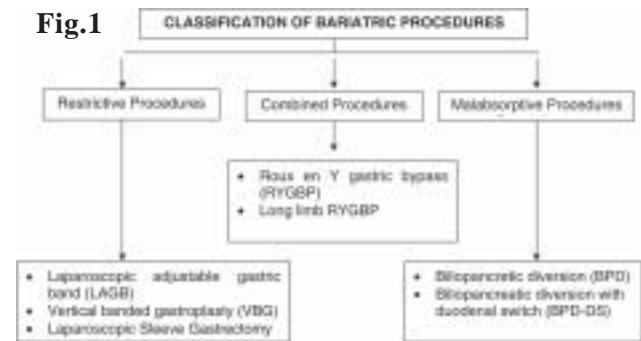 Fig.1
CLASSIFICATION OF BARIATRIC PROCEDURES
Restrictive Procedures
Combined Procedures
Malabsorptive Procedures
• Roux en Y gastric bypass
(RYGBP)
• Long limb RYGBP
• Laparoscopic adjustable gastric
band (LAGB)
• Vertical banded gastroplasty (VBG)
• Laparoscopic Sleeve Gastrectomy
• Biliopancretic diversion (BPD)
• Biliopancreatic diversion with
duodenal switch (BPD-DS)